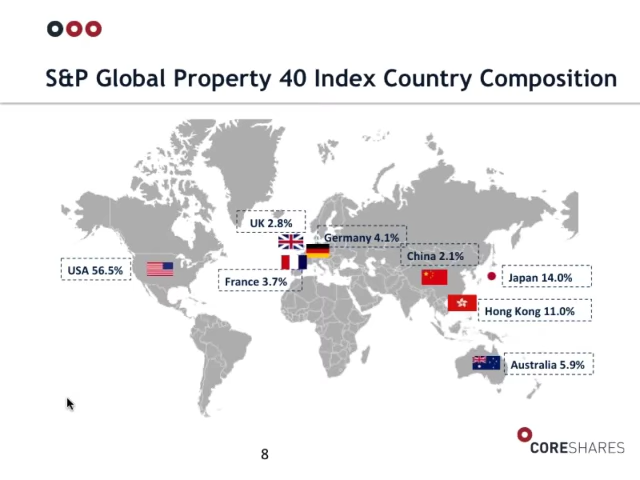 S&P Global Property 40 Index Country Composition
UK 2.8%
Germany 4.1%
China 2.1%
USA 56.5%
France 3.7%
Japan 14.0%
Hong Kong 11.0%
Australia 5.9%
CORESHARES
8